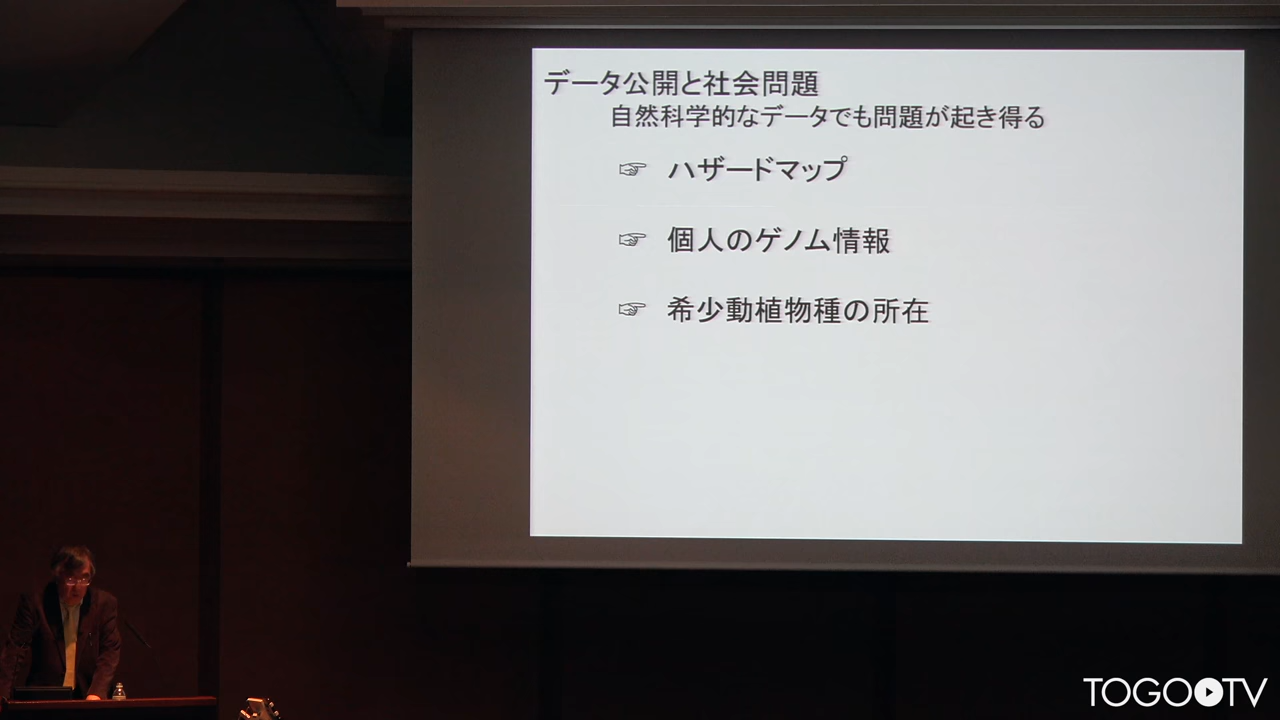 データ公開と社会問題
自然科学的なデータでも問題が起き得る
☞ ハザードマップ
☞ 個人のゲノム情報
☞ 希少動植物種の所在
TOGO TV